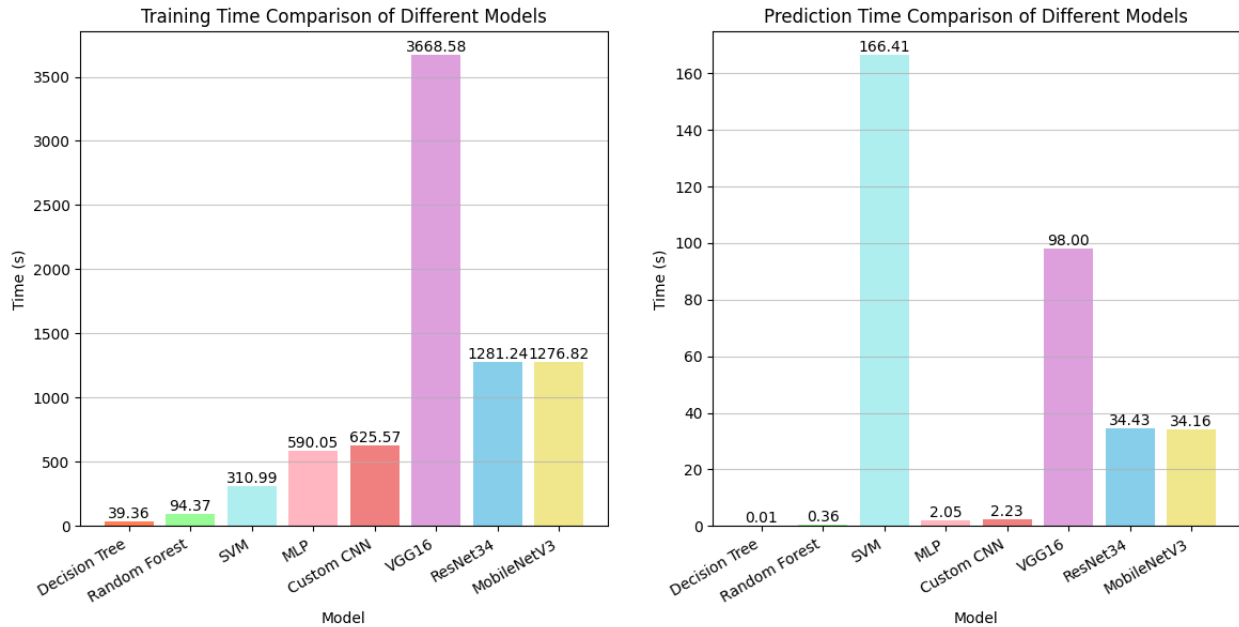 Training Time Comparison of Different Models
Time (s)
3500
3000
2500
2000
1500
1000
500
0
39.36
94.37
310.99
590.05
625.57
3668.58
1281.24
1276.82
Decision Tree
Random Forest
SVM
MLP
Custom CNN
VGG16
ResNet34
MobileNetV3
Model
Prediction Time Comparison of Different Models
Time (s)
160
140
120
100
80
60
40
20
0
0.01
0.36
166.41
2.05
2.23
98.00
34.43
34.16
Decision Tree
Random Forest
SVM
MLP
Custom CNN
VGG16
ResNet34
MobileNetV3
Model